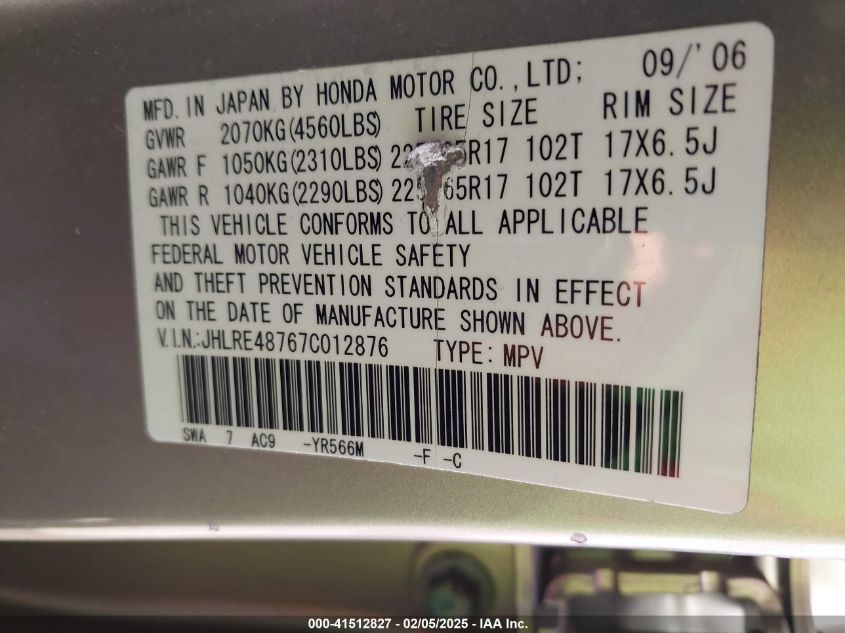 09/'06
MFD. IN JAPAN BY HONDA MOTOR CO.,LTD;
GVWR 2070KG(4560LBS) TIRE SIZE RIM SIZE
GAWR F 1050KG(2310LBS) R17 102T 17X6.5J
GAWR R 1040KG(2290LBS) 65R17 102T 17X6.5J
THIS VEHICLE CONFORMS TO ALL APPLICABLE
FEDERAL MOTOR VEHICLE SAFETY
AND THEFT PREVENTION STANDARDS IN EFFECT
ON THE DATE OF MANUFACTURE SHOWN ABOVE.
V.I.N.:JHLRE48767C012876 TYPE: MPV
SWA 7 AC9 -YR566M -F -C
000-41512827 - 02/05/2025 - IAA Inc.